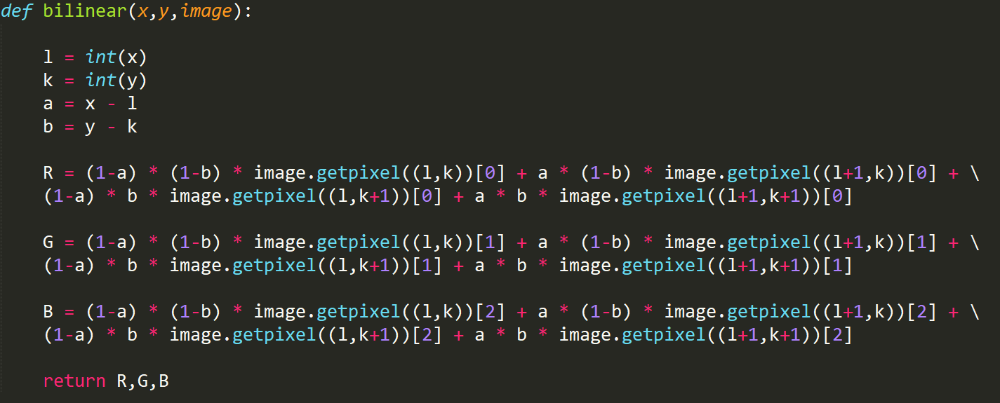 def bilinear(x,y,image):
l = int(x)
k = int(y)
a = x - l
b = y - k
R = (1-a) * (1-b) * image.getpixel((l,k))[0] + a * (1-b) * image.getpixel((l+1,k))[0] + \
(1-a) * b * image.getpixel((l,k+1))[0] + a * b * image.getpixel((l+1,k+1))[0]
G = (1-a) * (1-b) * image.getpixel((l,k))[1] + a * (1-b) * image.getpixel((l+1,k))[1] + \
(1-a) * b * image.getpixel((l,k+1))[1] + a * b * image.getpixel((l+1,k+1))[1]
B = (1-a) * (1-b) * image.getpixel((l,k))[2] + a * (1-b) * image.getpixel((l+1,k))[2] + \
(1-a) * b * image.getpixel((l,k+1))[2] + a * b * image.getpixel((l+1,k+1))[2]
return R,G,B